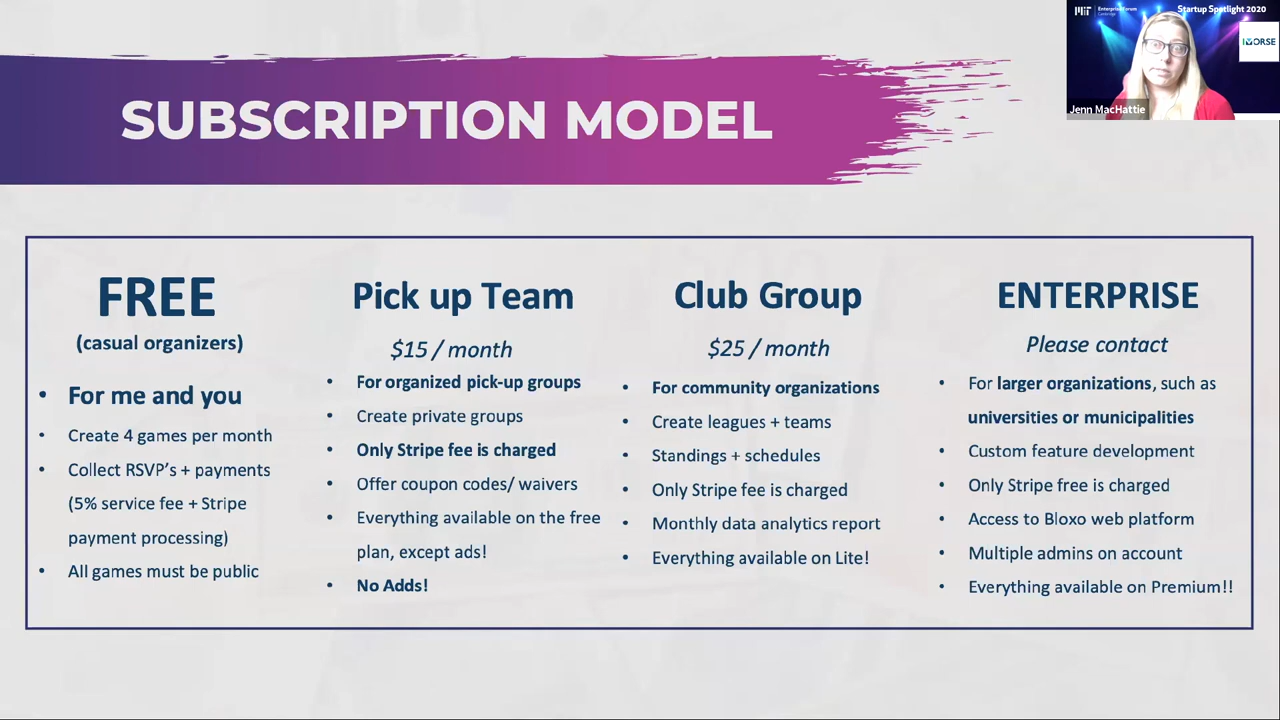 MIT Enterprise Forum
Cambridge
Startup Spotlight 2020
MORSE
Jenn MacHattie
SUBSCRIPTION MODEL
FREE
(casual organizers)
• For me and you
• Create 4 games per month
• Collect RSVP's + payments
(5% service fee + Stripe
payment processing)
• All games must be public
Pick up Team
$15 / month
• For organized pick-up groups
• Create private groups
• Only Stripe fee is charged
• Offer coupon codes/ waivers
• Everything available on the free
plan, except ads!
• No Adds!
Club Group
$25 / month
• For community organizations
• Create leagues + teams
• Standings + schedules
• Only Stripe fee is charged
• Monthly data analytics report
• Everything available on Lite!
ENTERPRISE
Please contact
• For larger organizations, such as
universities or municipalities
• Custom feature development
• Only Stripe free is charged
• Access to Bloxo web platform
• Multiple admins on account
• Everything available on Premium!!